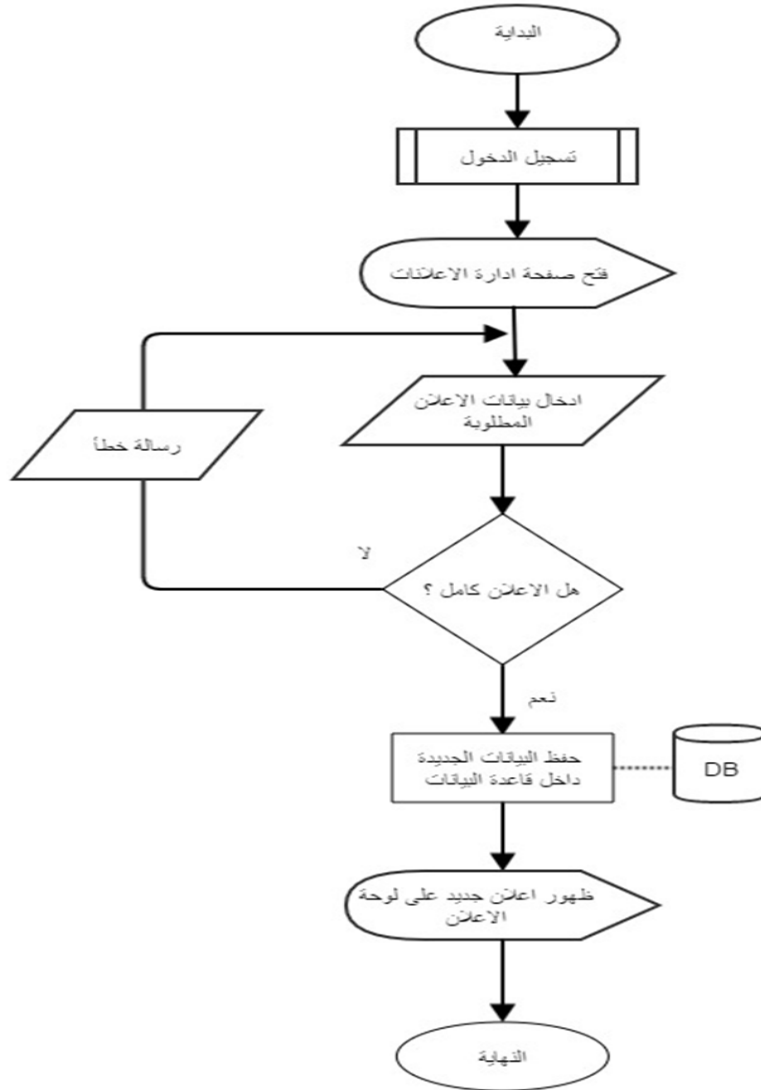 البداية
تسجيل الدخول
فتح صفحة ادارة الاعلانات
ادخال بيانات الاعلان
المطلوبة
رسالة خطأ
لا
هل الاعلان كامل ؟
نعم
حفظ البيانات الجديدة
داخل قاعدة البيانات
DB
ظهور اعلان جديد على لوحة
الاعلان
النهاية